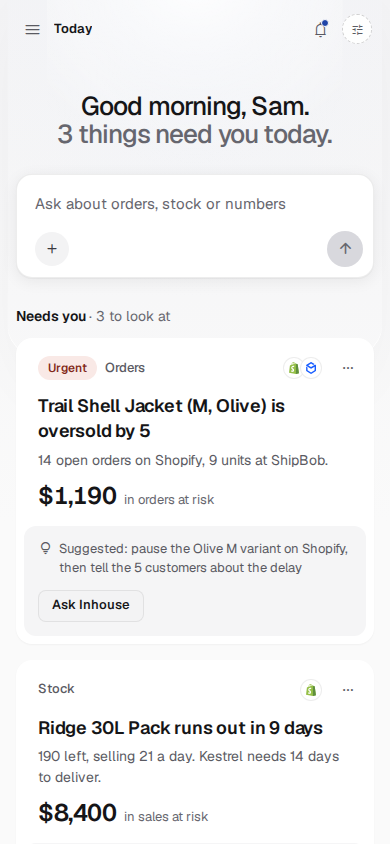 Today
Good morning, Sam.
3 things need you today.
Ask about orders, stock or numbers
Needs you · 3 to look at
Urgent Orders
Trail Shell Jacket (M, Olive) is
oversold by 5
14 open orders on Shopify, 9 units at ShipBob.
$1,190 in orders at risk
Suggested: pause the Olive M variant on Shopify,
then tell the 5 customers about the delay
Ask Inhouse
Stock
Ridge 30L Pack runs out in 9 days
190 left, selling 21 a day. Kestrel needs 14 days
to deliver.
$8,400 in sales at risk